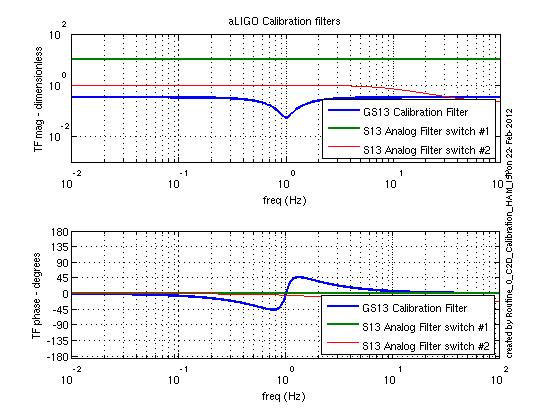 aLIGO Calibration filters
TF mag - dimensionless
10 2
10 0
10 -2
GS13 Calibration Filter
S13 Analog Filter switch #1
S13 Analog Filter switch #2
10 -2 10 -1 10 0 10 1 10 2
freq (Hz)
TF phase - degrees
180
135
90
45
0
-45
-90
-135
-180
GS13 Calibration Filter
S13 Analog Filter switch #1
S13 Analog Filter switch #2
10 -2 10 -1 10 0 10 1 10 2
freq (Hz)
created by Routine_0_C2D_Calibration_HAM_ 22-Feb-2012